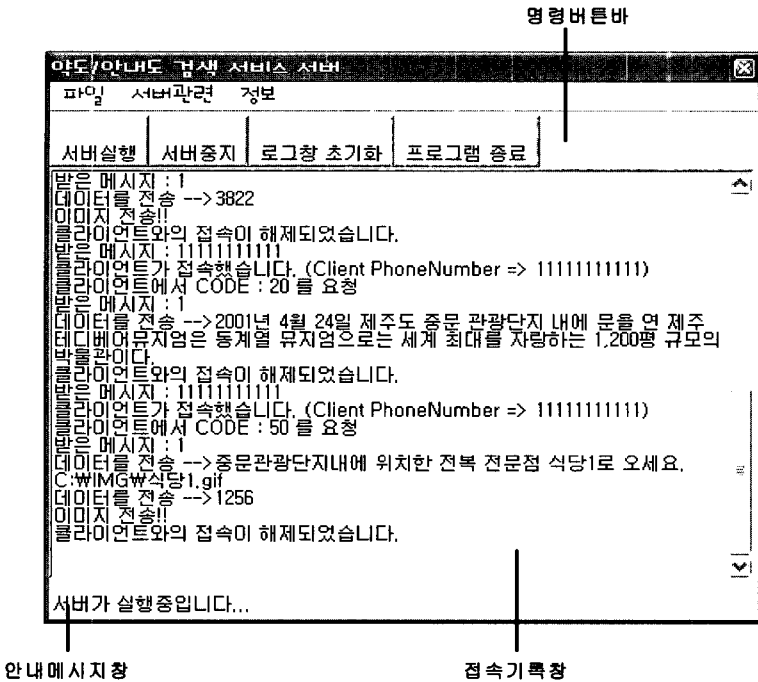 명령버튼바
약도/안내도 검색 서비스 서버
파일 서버관련 정보
서버실행 서버중지 로그창 초기화 프로그램 종료
받은 메시지 : 1
데이터를 전송 -->3822
이미지 전송!!
클라이언트와의 접속이 해제되었습니다.
받은 메시지 : 11111111111
클라이언트가 접속했습니다. (Client PhoneNumber => 11111111111)
클라이언트에서 CODE : 20 를 요청
받은 메시지 : 1
데이터를 전송 -->2001년 4월 24일 제주도 중문 관광단지 내에 문을 연 제주
테디베어뮤지엄은 동계열 뮤지엄으로는 세계 최대를 자랑하는 1,200평 규모의
박물관이다.
클라이언트와의 접속이 해제되었습니다.
받은 메시지 : 11111111111
클라이언트가 접속했습니다. (Client PhoneNumber => 11111111111)
클라이언트에서 CODE : 50 를 요청
받은 메시지 : 1
데이터를 전송 -->중문관광단지내에 위치한 전복 전문점 식당1로 오세요.
C:₩IMG₩식당1.gif
데이터를 전송 -->1256
이미지 전송!!
클라이언트와의 접속이 해제되었습니다.
서버가 실행중입니다...
안내메시지창 접속기록창